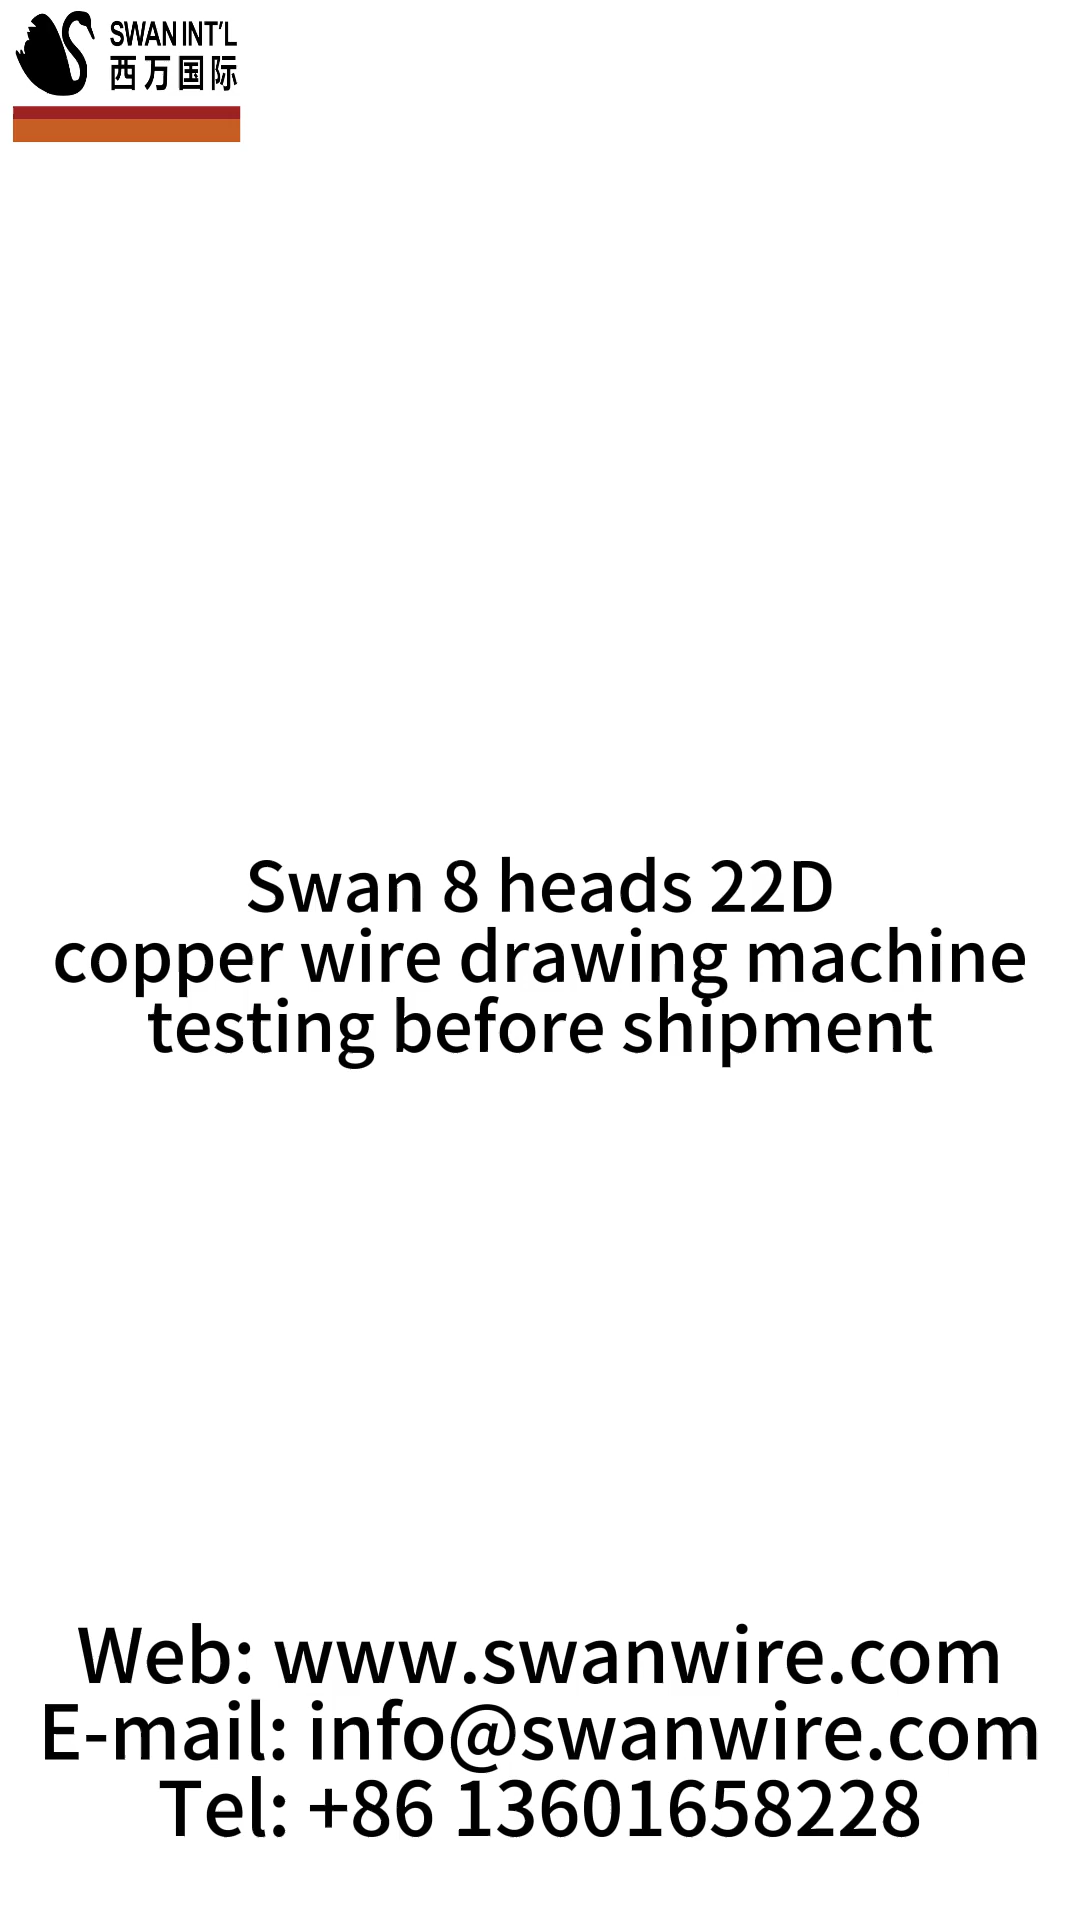 SWAN INT'L
西万国际
Swan 8 heads 22D
copper wire drawing machine
testing before shipment
Web: www.swanwire.com
E-mail: info@swanwire.com
Tel: +86 13601658228